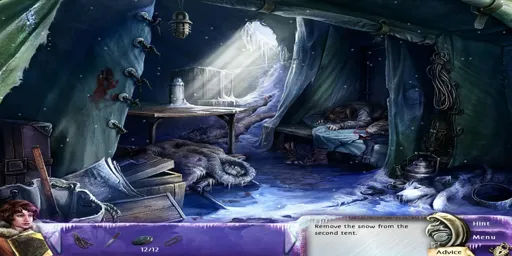 Remove the snow from the
second tent.
Hint
Menu
Advice
12/12